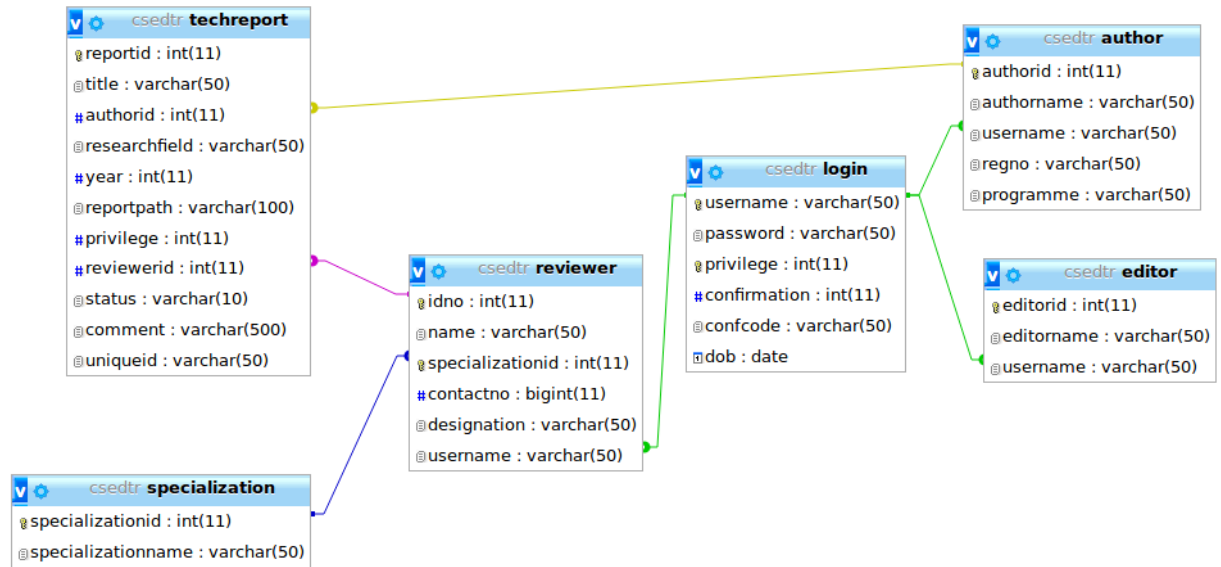 csedtr techreport
reportid : int(11)
title : varchar(50)
authorid : int(11)
researchfield : varchar(50)
year : int(11)
reportpath : varchar(100)
privilege : int(11)
reviewerid : int(11)
status : varchar(10)
comment : varchar(500)
uniqueid : varchar(50)
csedtr author
authorid : int(11)
authorname : varchar(50)
username : varchar(50)
regno : varchar(50)
programme : varchar(50)
csedtr login
username : varchar(50)
password : varchar(50)
privilege : int(11)
confirmation : int(11)
confcode : varchar(50)
dob : date
csedtr reviewer
idno : int(11)
name : varchar(50)
specializationid : int(11)
contactno : bigint(11)
designation : varchar(50)
username : varchar(50)
csedtr editor
editorid : int(11)
editorname : varchar(50)
username : varchar(50)
csedtr specialization
specializationid : int(11)
specializationname : varchar(50)